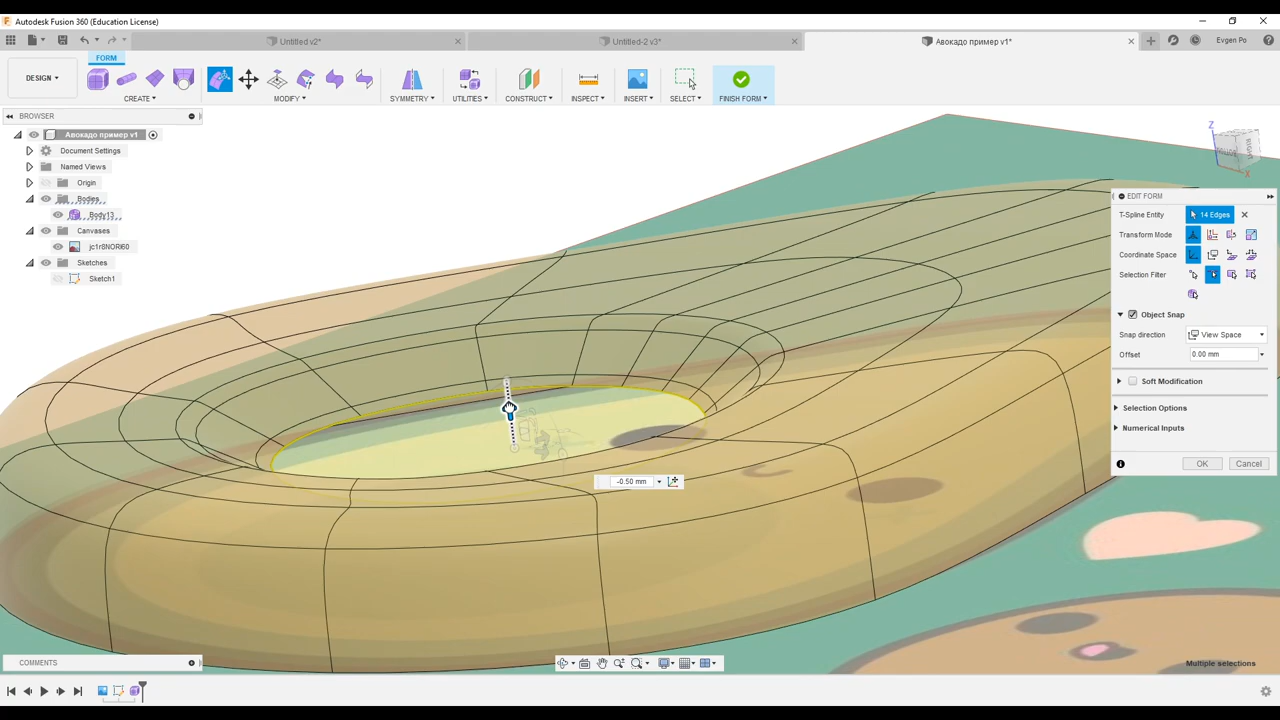 Autodesk Fusion 360 (Education License)
Untitled v2*
Untitled-2 v3*
Авокадо пример v1*
Evgen Po
FORM
DESIGN
CREATE
MODIFY
SYMMETRY
UTILITIES
CONSTRUCT
INSPECT
INSERT
SELECT
FINISH FORM
BROWSER
Авокадо пример v1
Document Settings
Named Views
Origin
Bodies
Body13
Canvases
jc1r8NORi60
Sketches
Sketch1
Z
RIGHT
X
EDIT FORM
T-Spline Entity
14 Edges
Transform Mode
Coordinate Space
Selection Filter
Object Snap
Snap direction
View Space
Offset
0.00 mm
Soft Modification
Selection Options
Numerical Inputs
OK
Cancel
-0.50 mm
COMMENTS
Multiple selections